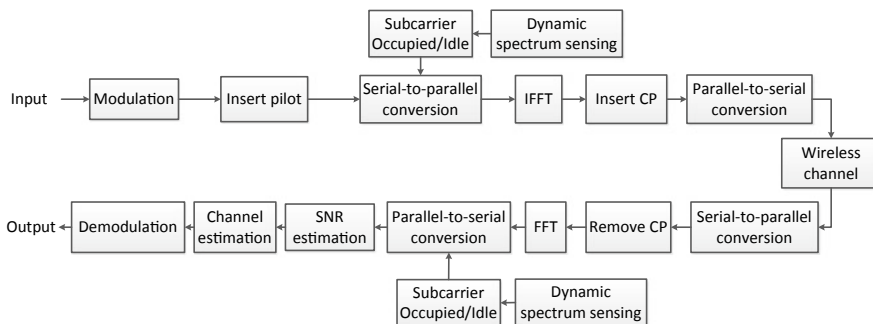 Subcarrier
Occupied/Idle
Dynamic
spectrum sensing
Input
Modulation
Insert pilot
Serial-to-parallel
conversion
IFFT
Insert CP
Parallel-to-serial
conversion
Wireless
channel
Output
Demodulation
Channel
estimation
SNR
estimation
Parallel-to-serial
conversion
FFT
Remove CP
Serial-to-parallel
conversion
Subcarrier
Occupied/Idle
Dynamic
spectrum sensing